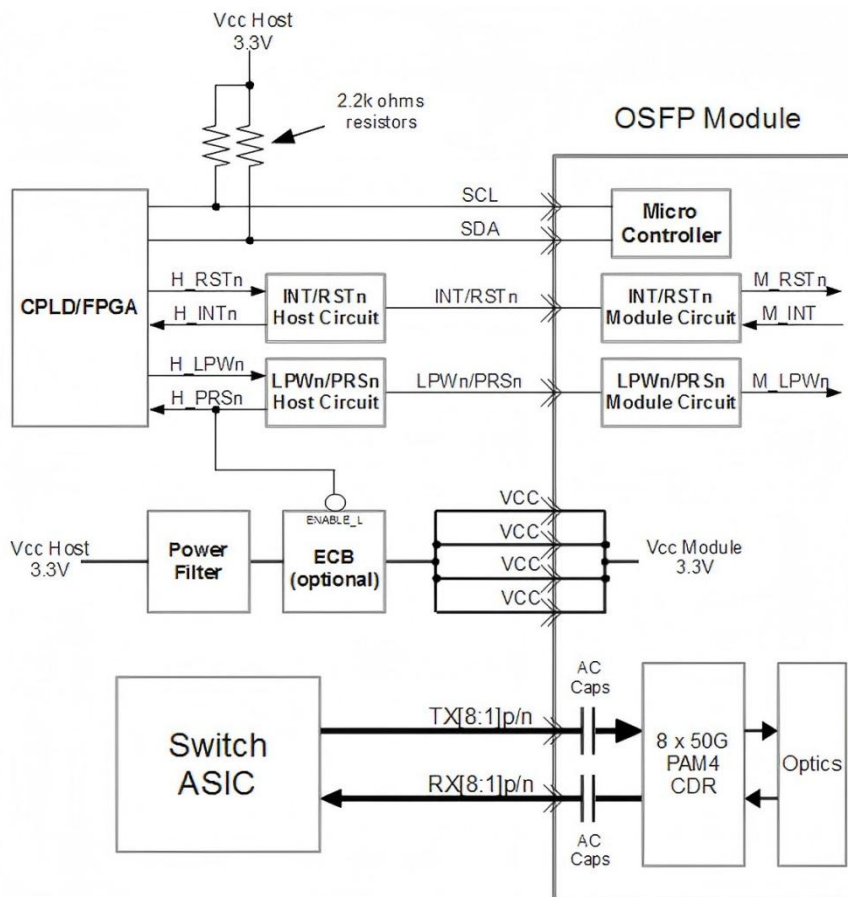 Vcc Host
3.3V
2.2k ohms
resistors
OSFP Module
SCL
SDA
Micro
Controller
CPLD/FPGA
H_RSTn
H_INTn
INT/RSTn
Host Circuit
INT/RSTn
INT/RSTn
Module Circuit
M_RSTn
M_INT
H_LPWn
H_PRSn
LPWn/PRSn
Host Circuit
LPWn/PRSn
LPWn/PRSn
Module Circuit
M_LPWn
Vcc Host
3.3V
Power
Filter
ENABLE_L
ECB
(optional)
VCC
VCC
VCC
VCC
Vcc Module
3.3V
Switch
ASIC
TX[8:1]p/n
RX[8:1]p/n
AC
Caps
AC
Caps
8 x 50G
PAM4
CDR
Optics